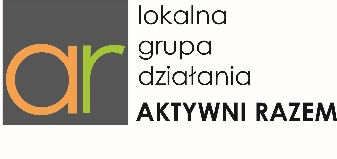 ar
lokalna
grupa
działania
AKTYWNI RAZEM